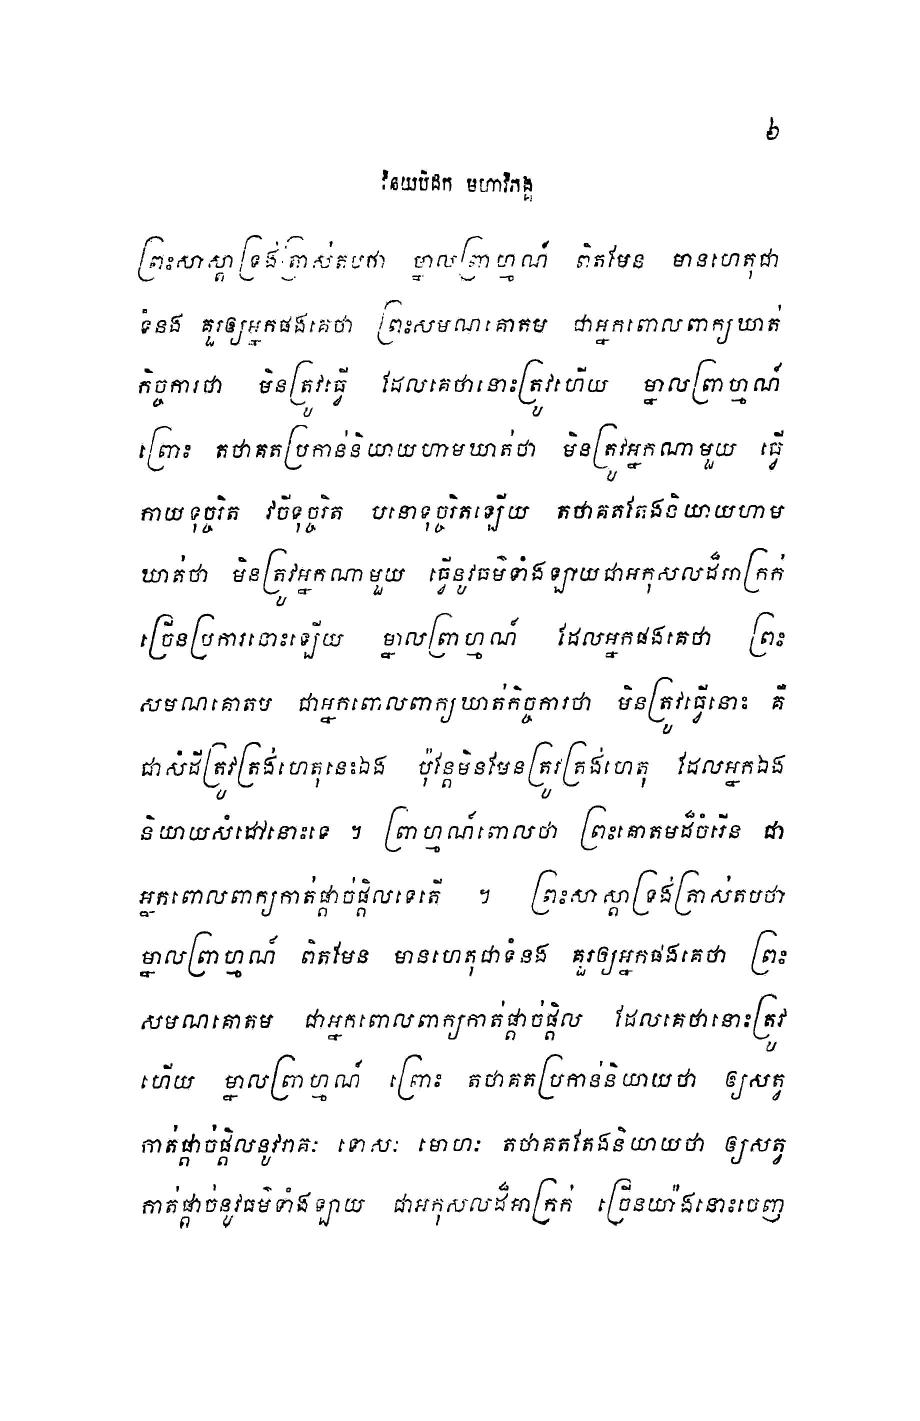 ៦
វិនយបិដក មហាវិភង្គ
ព្រះសាស្តាទ្រង់ត្រាស់តបថា ម្នាលព្រាហ្មណ៍ ពិតមែន មានហេតុជា
ទំនង គួរឲ្យអ្នកផងគេថា ព្រះសមណគោតម ជាអ្នកពោលពាក្យឃាត់
កិច្ចការថា មិនត្រូវធ្វើ ដែលគេថានោះត្រូវហើយ ម្នាលព្រាហ្មណ៍
ព្រោះ តថាគតប្រកាន់និយាយហាមឃាត់ថា មិនត្រូវអ្នកណាមួយ ធ្វើ
កាយទុច្ចរិត វចីទុច្ចរិត មនោទុច្ចរិតឡើយ តថាគតតែងនិយាយហាម
ឃាត់ថា មិនត្រូវអ្នកណាមួយ ធ្វើនូវធម៌ទាំងឡាយជាអកុសលដ៏អាក្រក់
ច្រើនប្រការនោះឡើយ ម្នាលព្រាហ្មណ៍ ដែលអ្នកផងគេថា ព្រះ
សមណគោតម ជាអ្នកពោលពាក្យឃាត់កិច្ចការថា មិនត្រូវធ្វើនោះ គឺ
ជាសំដីត្រូវត្រង់ហេតុនេះឯង ប៉ុន្តែមិនមែនត្រូវត្រង់ហេតុ ដែលអ្នកឯង
និយាយសំដៅនោះទេ ។ ព្រាហ្មណ៍ពោលថា ព្រះគោតមដ៏ចំរើន ជា
អ្នកពោលពាក្យកាត់ផ្តាច់ផ្តិលទេតើ ។ ព្រះសាស្តាទ្រង់ត្រាស់តបថា
ម្នាលព្រាហ្មណ៍ ពិតមែន មានហេតុជាទំនង គួរឲ្យអ្នកផងគេថា ព្រះ
សមណគោតម ជាអ្នកពោលពាក្យកាត់ផ្តាច់ផ្តិល ដែលគេថានោះត្រូវ
ហើយ ម្នាលព្រាហ្មណ៍ ព្រោះ តថាគតប្រកាន់និយាយថា ឲ្យសត្វ
កាត់ផ្តាច់ផ្តិលនូវរាគៈ ទោសៈ មោហៈ តថាគតតែងនិយាយថា ឲ្យសត្វ
កាត់ផ្តាច់នូវធម៌ទាំងឡាយ ជាអកុសលដ៏អាក្រក់ ច្រើនយ៉ាងនោះចេញ